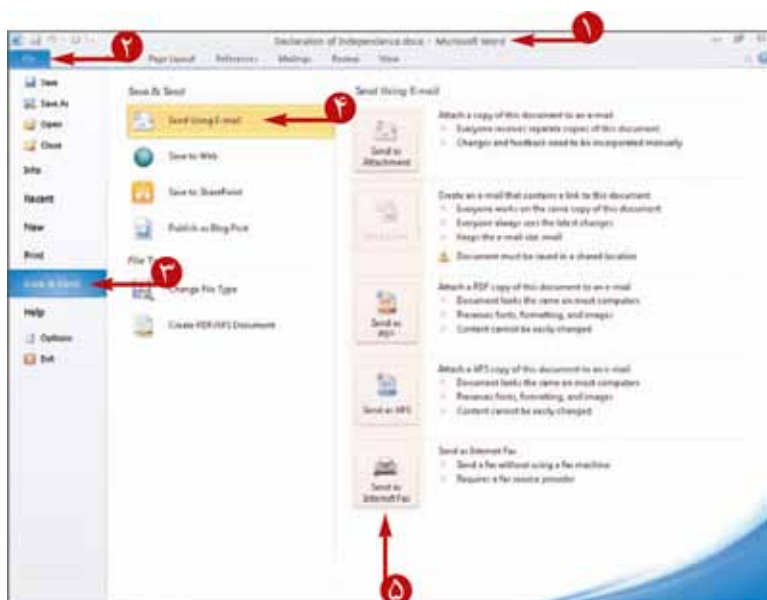 Declaration of Independence.docx - Microsoft Word
۱
۲
File
Page Layout References Mailings Review View
Save
Save As
Open
Close
Info
Recent
New
Print
Save & Send
Help
Options
Exit
۳
Save & Send
Send Using E-mail
۴
Save to Web
Save to SharePoint
Publish as Blog Post
File Ty
Change File Type
Create PDF/XPS Document
Send Using E-mail
Send as
Attachment
Attach a copy of this document to an e-mail
Everyone receives separate copies of this document
Changes and feedback need to be incorporated manually
Create an e-mail that contains a link to this document
Everyone works on the same copy of this document
Everyone always sees the latest changes
Keeps the e-mail size small
Document must be saved in a shared location
Send as
PDF
Attach a PDF copy of this document to an e-mail
Document looks the same on most computers
Preserves fonts, formatting, and images
Content cannot be easily changed
Send as XPS
Attach a XPS copy of this document to an e-mail
Document looks the same on most computers
Preserves fonts, formatting, and images
Content cannot be easily changed
Send as
Internet Fax
Send as Internet Fax
Send a fax without using a fax machine
Requires a fax service provider
۵